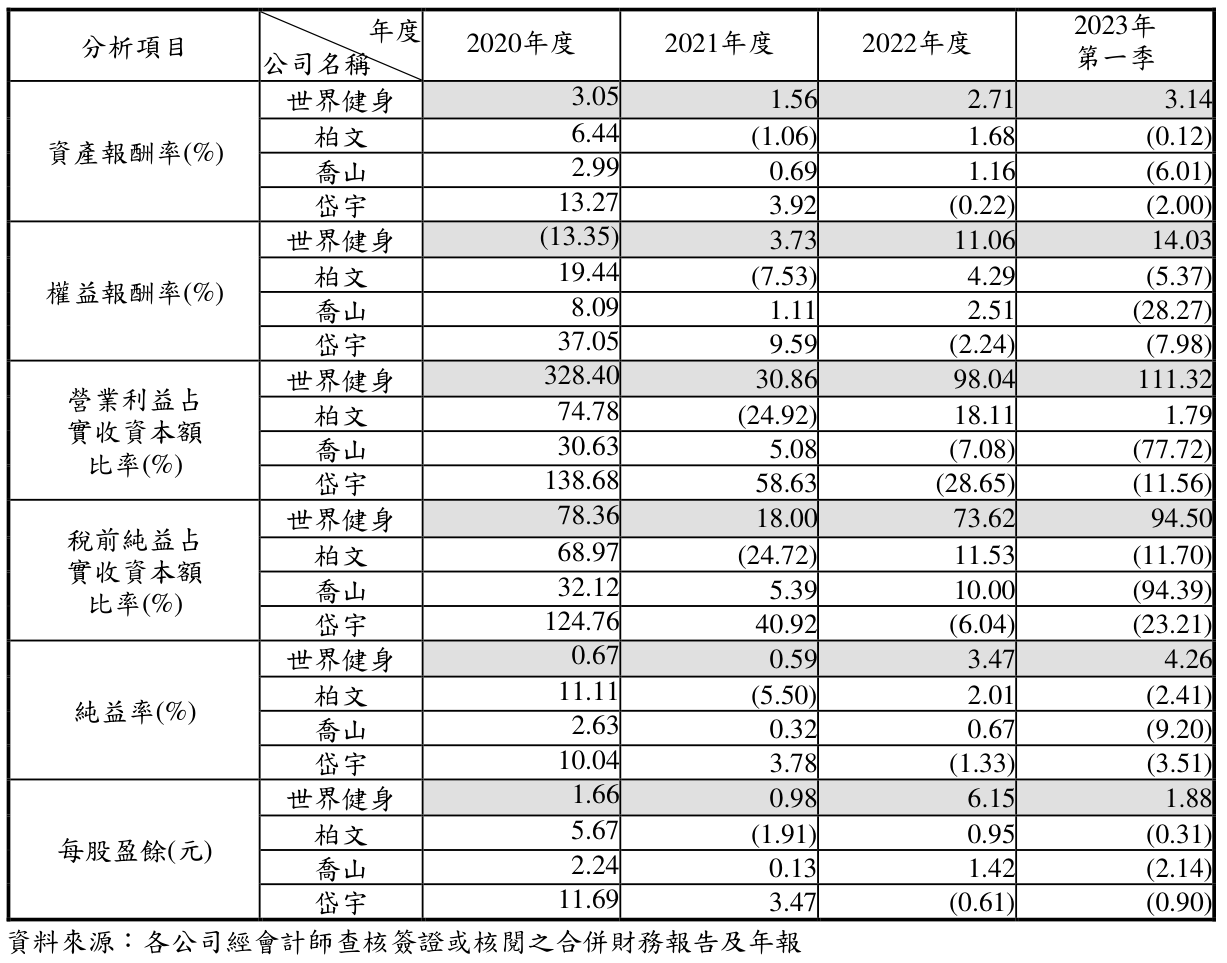 分析項目 年度 公司名稱 2020年度 2021年度 2022年度 2023年第一季
資產報酬率(%) 世界健身 3.05 1.56 2.71 3.14
柏文 6.44 (1.06) 1.68 (0.12)
喬山 2.99 0.69 1.16 (6.01)
岱宇 13.27 3.92 (0.22) (2.00)
權益報酬率(%) 世界健身 (13.35) 3.73 11.06 14.03
柏文 19.44 (7.53) 4.29 (5.37)
喬山 8.09 1.11 2.51 (28.27)
岱宇 37.05 9.59 (2.24) (7.98)
營業利益占實收資本額比率(%) 世界健身 328.40 30.86 98.04 111.32
柏文 74.78 (24.92) 18.11 1.79
喬山 30.63 5.08 (7.08) (77.72)
岱宇 138.68 58.63 (28.65) (11.56)
稅前純益占實收資本額比率(%) 世界健身 78.36 18.00 73.62 94.50
柏文 68.97 (24.72) 11.53 (11.70)
喬山 32.12 5.39 10.00 (94.39)
岱宇 124.76 40.92 (6.04) (23.21)
純益率(%) 世界健身 0.67 0.59 3.47 4.26
柏文 11.11 (5.50) 2.01 (2.41)
喬山 2.63 0.32 0.67 (9.20)
岱宇 10.04 3.78 (1.33) (3.51)
每股盈餘(元) 世界健身 1.66 0.98 6.15 1.88
柏文 5.67 (1.91) 0.95 (0.31)
喬山 2.24 0.13 1.42 (2.14)
岱宇 11.69 3.47 (0.61) (0.90)
資料來源：各公司經會計師查核簽證或核閱之合併財務報告及年報